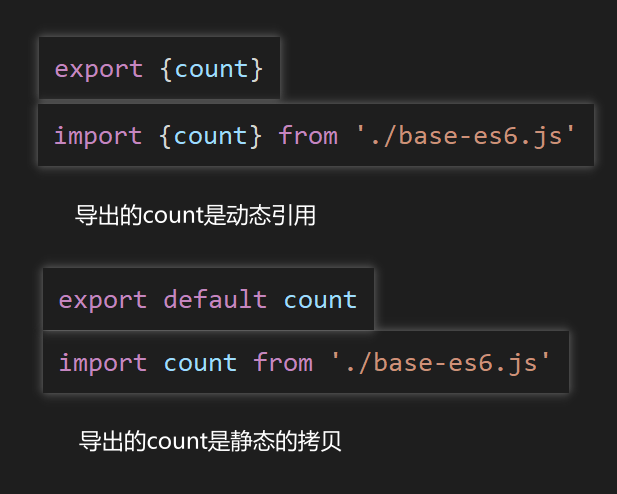 export {count}
import {count} from './base-es6.js'
导出的count是动态引用
export default count
import count from './base-es6.js'
导出的count是静态的拷贝